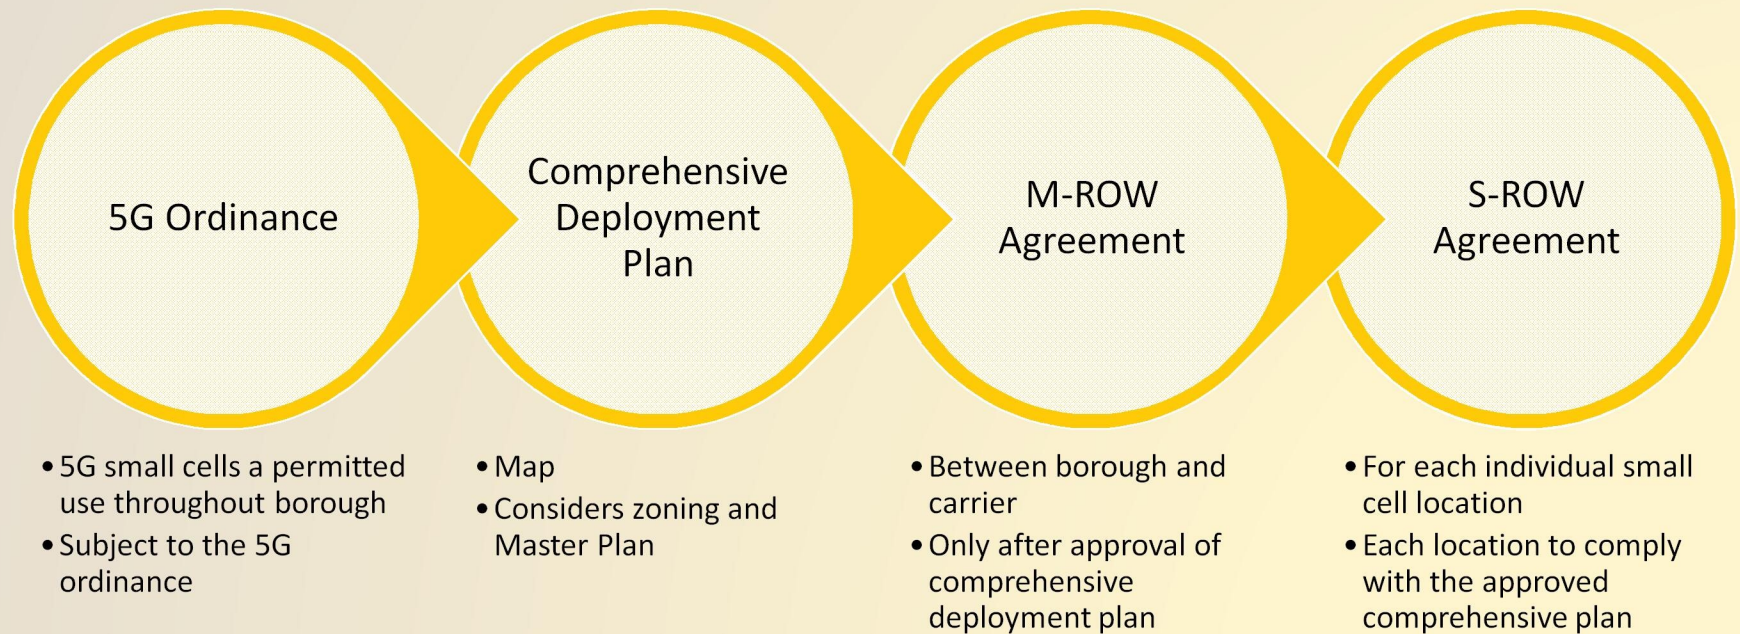 5G Ordinance
Comprehensive
Deployment
Plan
M-ROW
Agreement
S-ROW
Agreement
• 5G small cells a permitted
use throughout borough
• Subject to the 5G
ordinance
• Map
• Considers zoning and
Master Plan
• Between borough and
carrier
• Only after approval of
comprehensive
deployment plan
• For each individual small
cell location
• Each location to comply
with the approved
comprehensive plan